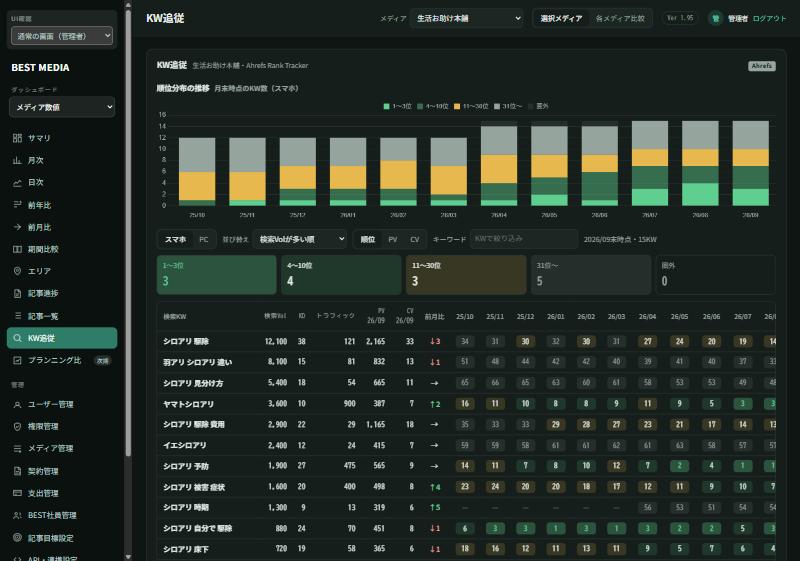 UI確認
通常の画面（管理者）
BEST MEDIA
ダッシュボード
メディア数値
サマリ
月次
日次
前年比
前月比
期間比較
エリア
記事進捗
記事一覧
KW追従
プランニング比 次期
管理
ユーザー管理
権限管理
メディア管理
契約管理
支出管理
BEST社員管理
記事目標設定
API・連携設定
KW追従
メディア 生活お助け本舗 選択メディア 各メディア比較 Ver 1.95 管 管理者 ログアウト
KW追従 生活お助け本舗・Ahrefs Rank Tracker Ahrefs
順位分布の推移 月末時点のKW数（スマホ）
1〜3位 4〜10位 11〜30位 31位〜 圏外
16
14
12
10
8
6
4
2
0
25/10 25/11 25/12 26/01 26/02 26/03 26/04 26/05 26/06 26/07 26/08 26/09
スマホ PC 並び替え 検索Volが多い順 順位 PV CV キーワード KWで絞り込み 2026/09末時点・15KW
1〜3位 4〜10位 11〜30位 31位〜 圏外
3 4 3 5 0
検索KW 検索Vol KD トラフィック PV 26/09 CV 26/09 前月比 25/10 25/11 25/12 26/01 26/02 26/03 26/04 26/05 26/06 26/07 26/
シロアリ 駆除 12,100 38 121 2,165 33 ↓3 34 31 30 32 30 31 27 24 20 19 14
羽アリ シロアリ 違い 8,100 15 81 832 13 ↓1 51 48 44 42 42 40 39 41 40 37 33
シロアリ 見分け方 5,400 18 54 665 11 → 65 65 66 63 60 61 58 53 53 49 48
ヤマトシロアリ 3,600 10 900 387 7 ↑2 16 11 10 8 8 9 11 9 5 3 3
シロアリ 駆除 費用 2,900 22 29 1,165 18 → 35 33 33 29 28 27 23 21 17 14 13
イエシロアリ 2,400 12 24 415 7 → 59 59 58 61 61 62 61 63 58 57 57
シロアリ 予防 1,900 27 475 565 9 → 14 11 7 8 10 12 7 2 4 1 1
シロアリ 被害 症状 1,600 20 400 498 8 ↑4 23 24 20 20 18 17 12 11 9 10 7
シロアリ 時期 1,300 9 13 319 6 ↑5 — — — — — — 56 53 51 54 54
シロアリ 自分で 駆除 880 24 70 451 8 ↓1 6 3 3 1 3 1 3 2 2 5 3
シロアリ 床下 720 19 58 365 6 ↓1 18 16 12 11 13 9 5 7 6 4